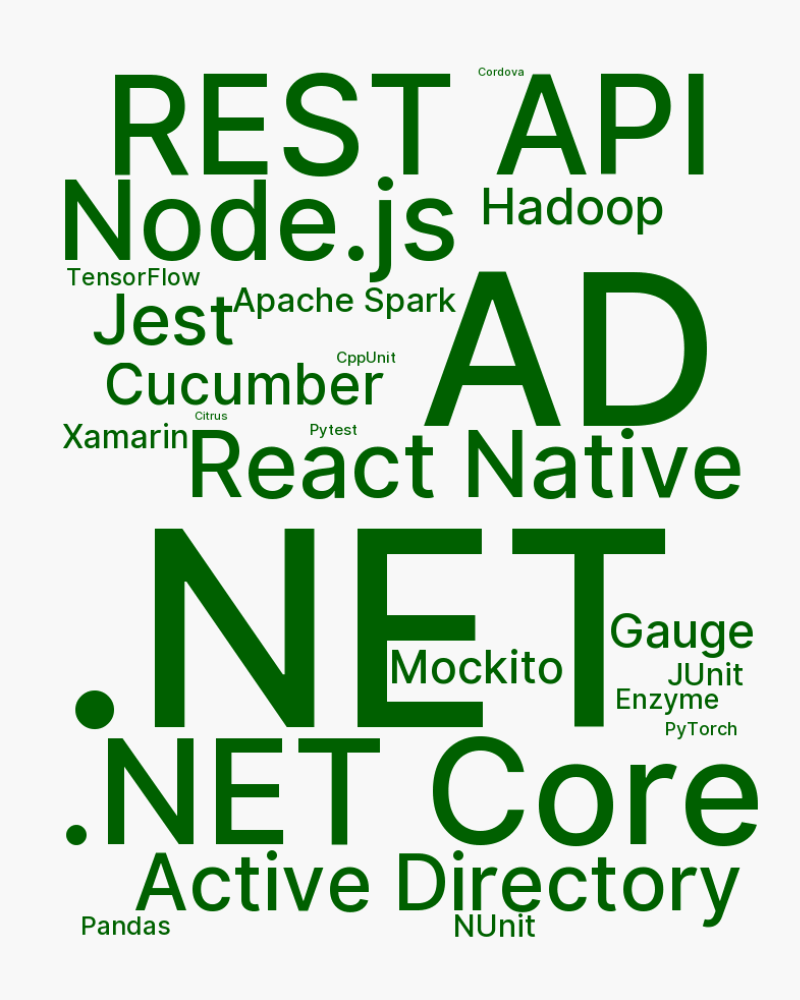 Cordova
REST API
Node.js
Hadoop
TensorFlow
Apache Spark
Jest
AD
CppUnit
Cucumber
Citrus
Xamarin
Pytest
React Native
.NET
Gauge
Mockito
JUnit
Enzyme
PyTorch
.NET Core
Active Directory
Pandas
NUnit